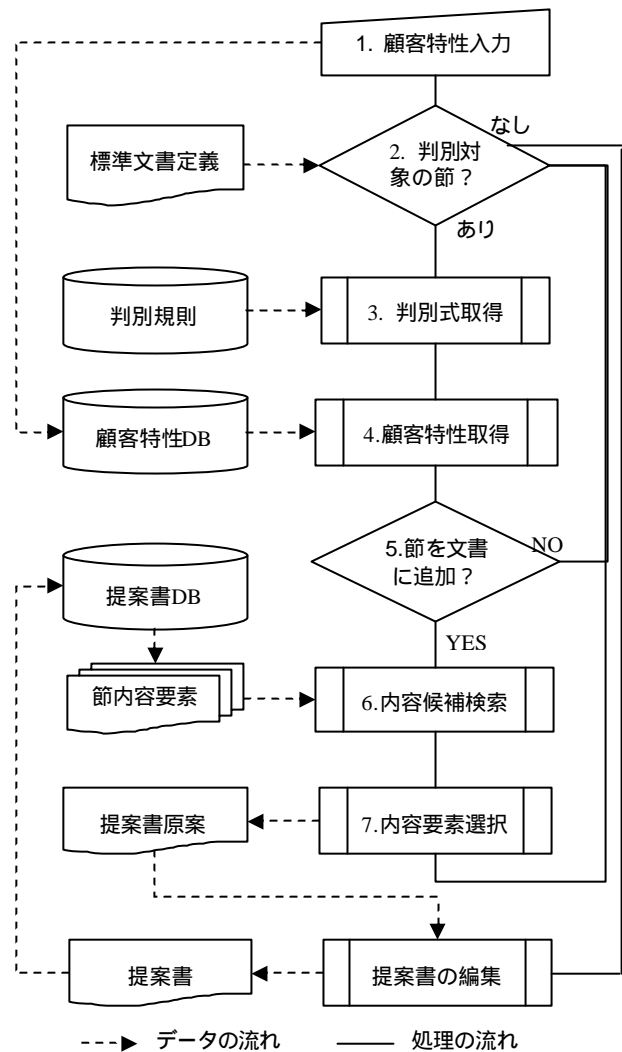 1. 顧客特性入力
なし
標準文書定義
2. 判別対
象の節？
あり
判別規則
3. 判別式取得
顧客特性DB
4.顧客特性取得
5.節を文書
に追加？
NO
提案書DB
YES
節内容要素
6.内容候補検索
提案書原案
7.内容要素選択
提案書
提案書の編集
データの流れ
処理の流れ